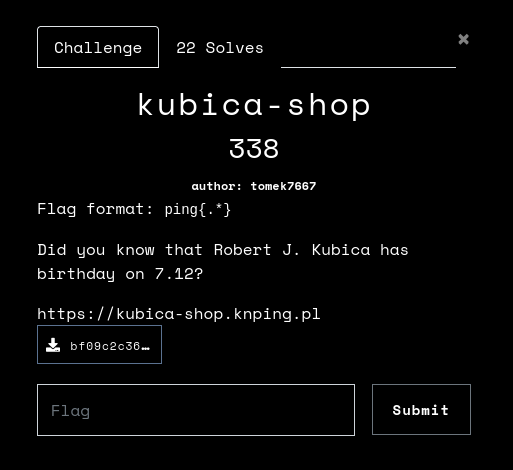 Challenge
22 Solves
×
kubica-shop
338
author: tomek7667
Flag format: ping{.*}
Did you know that Robert J. Kubica has
birthday on 7.12?
https://kubica-shop.knping.pl
bf09c2c36…
Flag
Submit